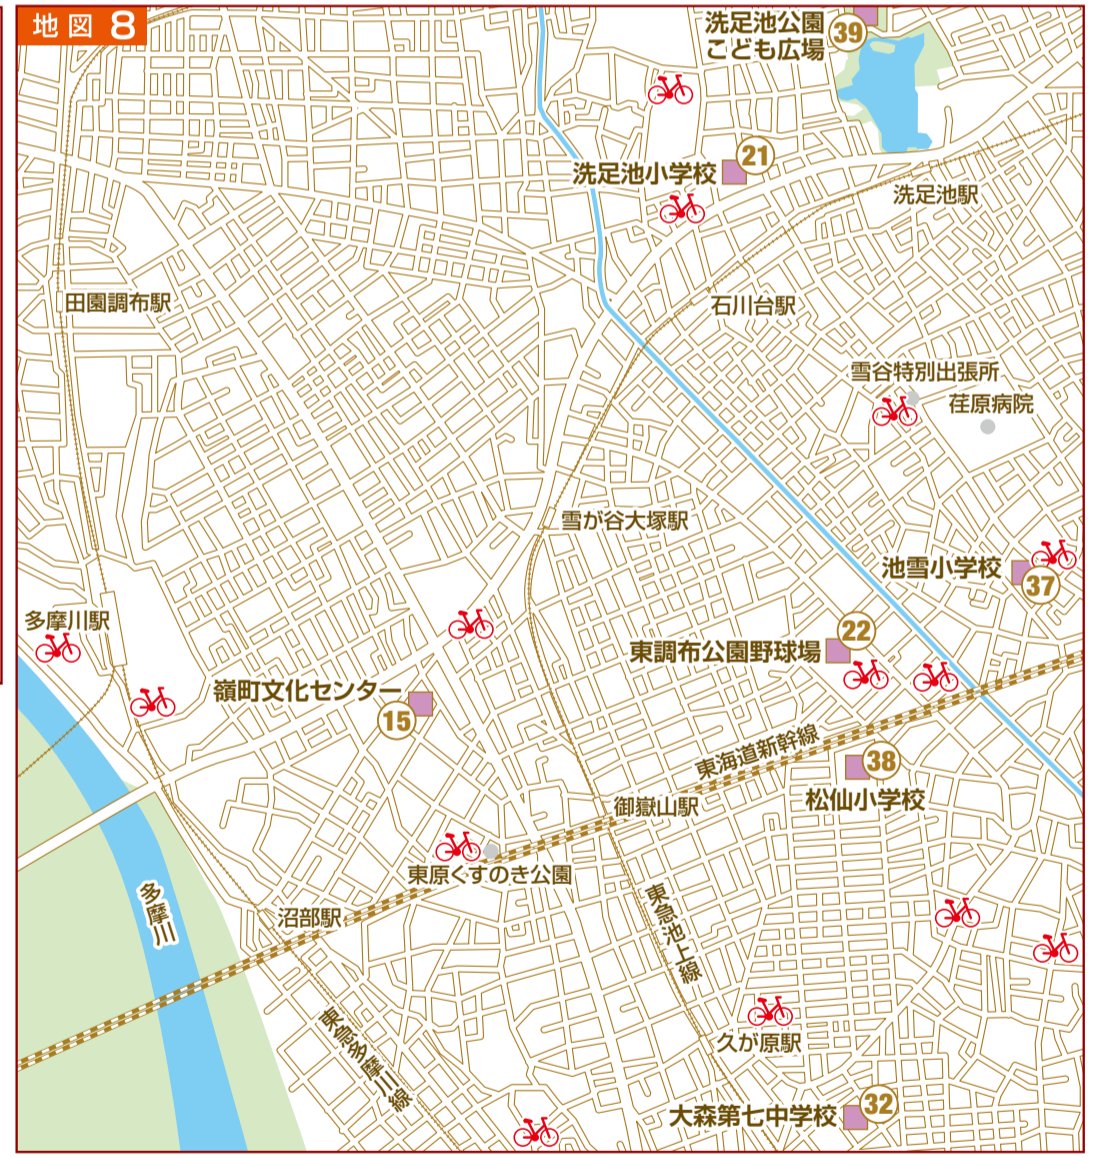 地図 8
洗足池公園
こども広場
39
21
洗足池小学校
洗足池駅
田園調布駅
石川台駅
雪谷特別出張所
荏原病院
雪が谷大塚駅
池雪小学校
37
多摩川駅
22
東調布公園野球場
嶺町文化センター
15
東海道新幹線
38
松仙小学校
御嶽山駅
東原くすのき公園
多摩川
沼部駅
東急池上線
東急多摩川線
久が原駅
大森第七中学校
32